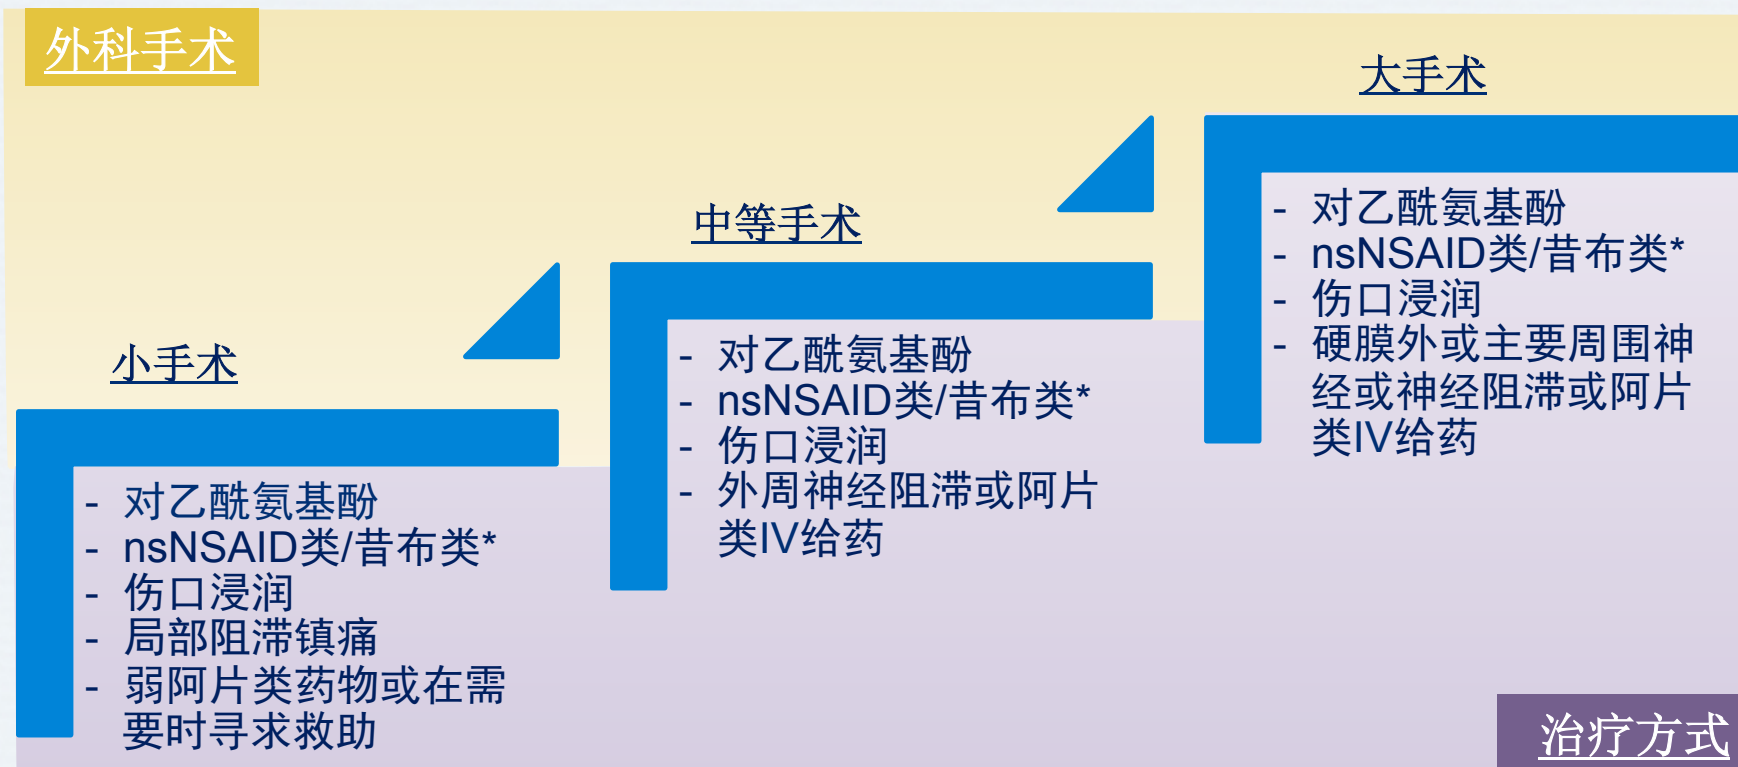 外科手术
大手术
- 对乙酰氨基酚
- nsNSAID类/昔布类*
- 伤口浸润
- 硬膜外或主要周围神
经或神经阻滞或阿片
类IV给药
中等手术
- 对乙酰氨基酚
- nsNSAID类/昔布类*
- 伤口浸润
- 外周神经阻滞或阿片
类IV给药
小手术
- 对乙酰氨基酚
- nsNSAID类/昔布类*
- 伤口浸润
- 局部阻滞镇痛
- 弱阿片类药物或在需
要时寻求救助
治疗方式